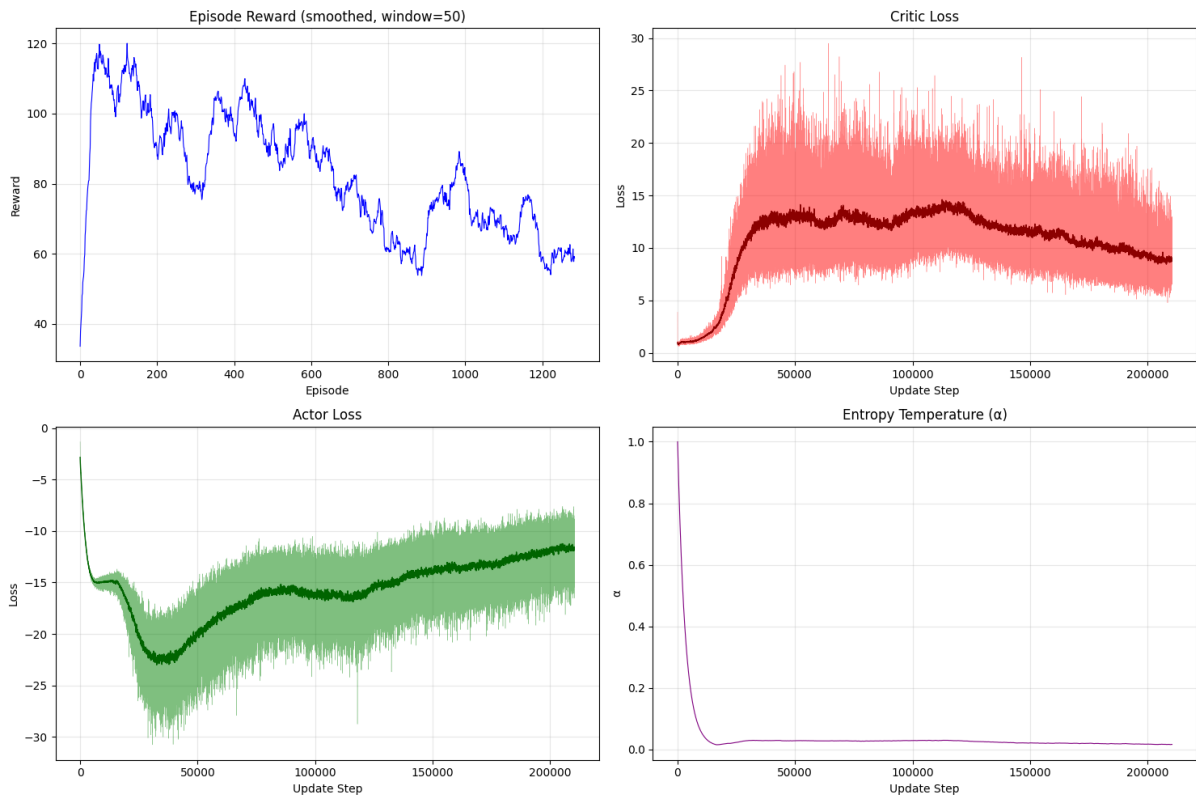 Episode Reward (smoothed, window=50)
120
100
80
60
40
Reward
0 200 400 600 800 1000 1200
Episode
Critic Loss
30
25
20
15
10
5
0
Loss
0 50000 100000 150000 200000
Update Step
Actor Loss
0
−5
−10
−15
−20
−25
−30
Loss
0 50000 100000 150000 200000
Update Step
Entropy Temperature (α)
1.0
0.8
0.6
0.4
0.2
0.0
α
0 50000 100000 150000 200000
Update Step